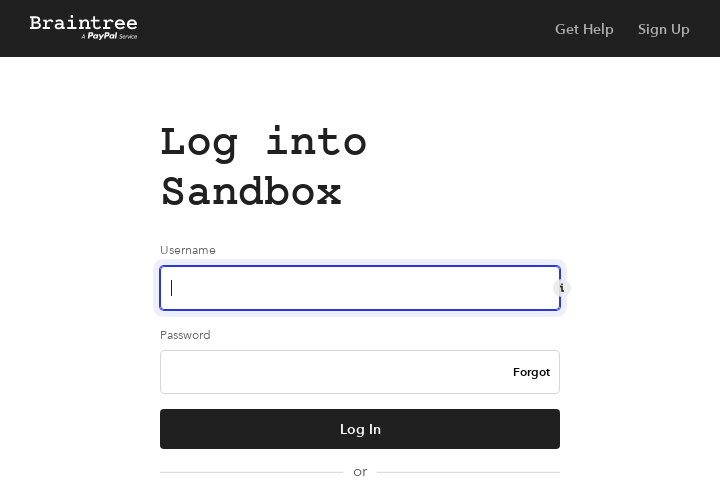 Braintree
A PayPal Service
Get Help
Sign Up
Log into
Sandbox
Username
i
Password
Forgot
Log In
or